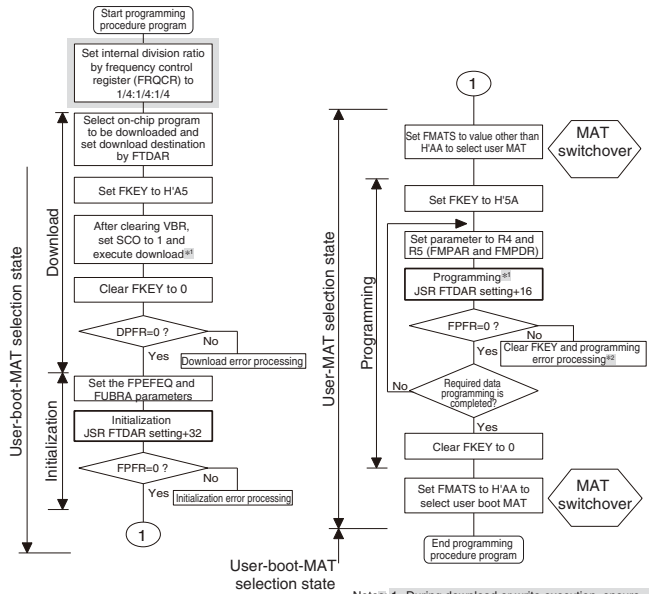 Start programming
procedure program
Set internal division ratio
by frequency control
register (FRQCR) to
1/4:1/4:1/4
Select on-chip program
to be downloaded and
set download destination
by FTDAR
Set FKEY to H'A5
After clearing VBR,
set SCO to 1 and
execute download*1
Clear FKEY to 0
DPFR=0 ?
No
Yes
Download error processing
Set the FPEFEQ and
FUBRA parameters
Initialization
JSR FTDAR setting+32
FPFR=0 ?
No
Yes
Initialization error processing
1
Download
Initialization
User-boot-MAT selection state
1
Set FMATS to value other than
H'AA to select user MAT
MAT
switchover
Set FKEY to H'5A
Set parameter to R4 and
R5 (FMPAR and FMPDR)
Programming*1
JSR FTDAR setting+16
FPFR=0 ?
No
Yes
Clear FKEY and programming
error processing*2
No
Required data
programming is
completed?
Yes
Clear FKEY to 0
Set FMATS to H'AA to
select user boot MAT
MAT
switchover
End programming
procedure program
Programming
User-MAT selection state
User-boot-MAT
selection state